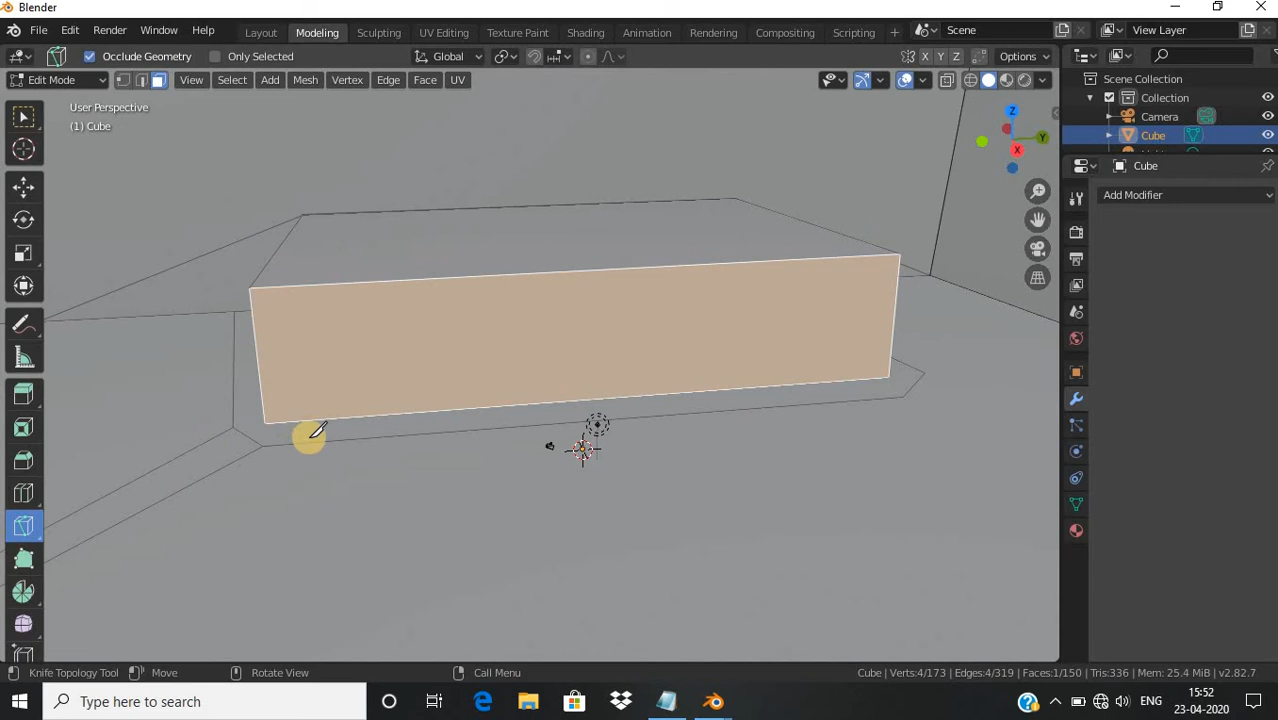 Blender
File Edit Render Window Help Layout Modeling Sculpting UV Editing Texture Paint Shading Animation Rendering Compositing Scripting + Scene View Layer
Occlude Geometry Only Selected Global X Y Z Options
Edit Mode View Select Add Mesh Vertex Edge Face UV
User Perspective
(1) Cube
Z
Y
X
Scene Collection
Collection
Camera
Cube
Cube
Add Modifier
Knife Topology Tool Move Rotate View Call Menu Cube | Verts:4/173 | Edges:4/319 | Faces:1/150 | Tris:336 | Mem: 25.4 MiB | v2.82.7
Type here to search
ENG
15:52
23-04-2020